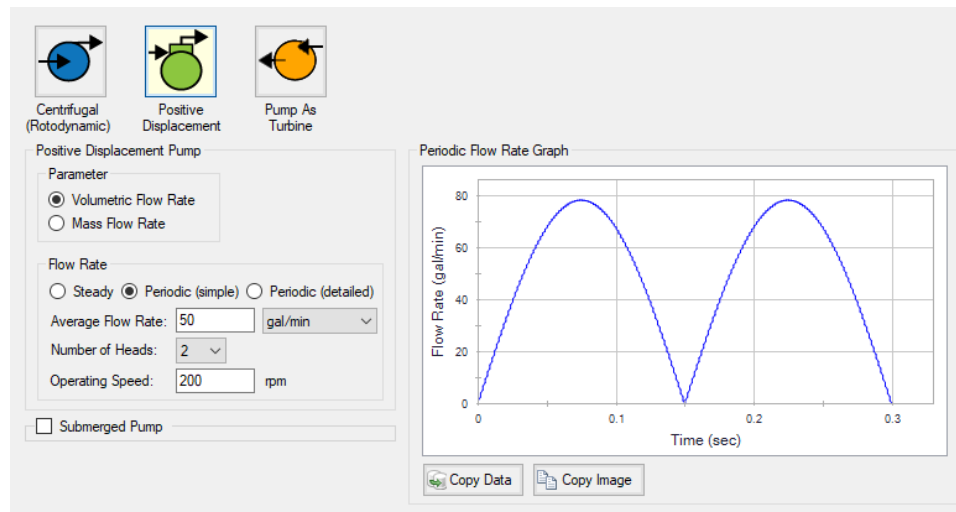 Centrifugal
(Rotodynamic)
Positive
Displacement
Pump As
Turbine
Positive Displacement Pump
Parameter
Volumetric Flow Rate
Mass Flow Rate
Flow Rate
Steady Periodic (simple) Periodic (detailed)
Average Flow Rate: 50 gal/min
Number of Heads: 2
Operating Speed: 200 rpm
Submerged Pump
Periodic Flow Rate Graph
Flow Rate (gal/min)
80
60
40
20
0
0 0.1 0.2 0.3
Time (sec)
Copy Data Copy Image